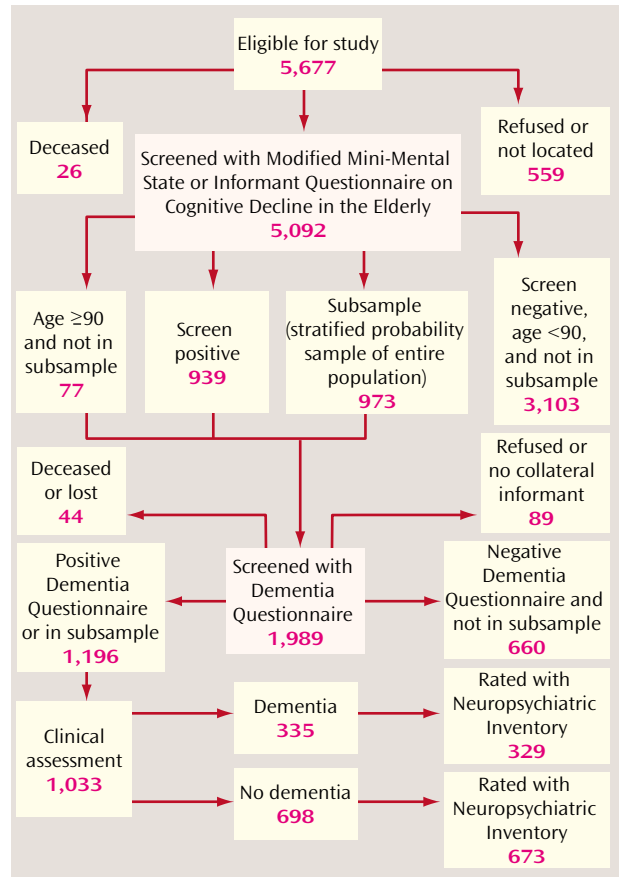 Eligible for study
5,677
Deceased
26
Screened with Modified Mini-Mental
State or Informant Questionnaire on
Cognitive Decline in the Elderly
5,092
Refused or
not located
559
Age ≥90
and not in
subsample
77
Screen
positive
939
Subsample
(stratified probability
sample of entire
population)
973
Screen
negative,
age <90,
and not in
subsample
3,103
Deceased
or lost
44
Refused or
no collateral
informant
89
Positive
Dementia
Questionnaire
or in subsample
1,196
Screened with
Dementia
Questionnaire
1,989
Negative
Dementia
Questionnaire and
not in subsample
660
Clinical
assessment
1,033
Dementia
335
Rated with
Neuropsychiatric
Inventory
329
No dementia
698
Rated with
Neuropsychiatric
Inventory
673